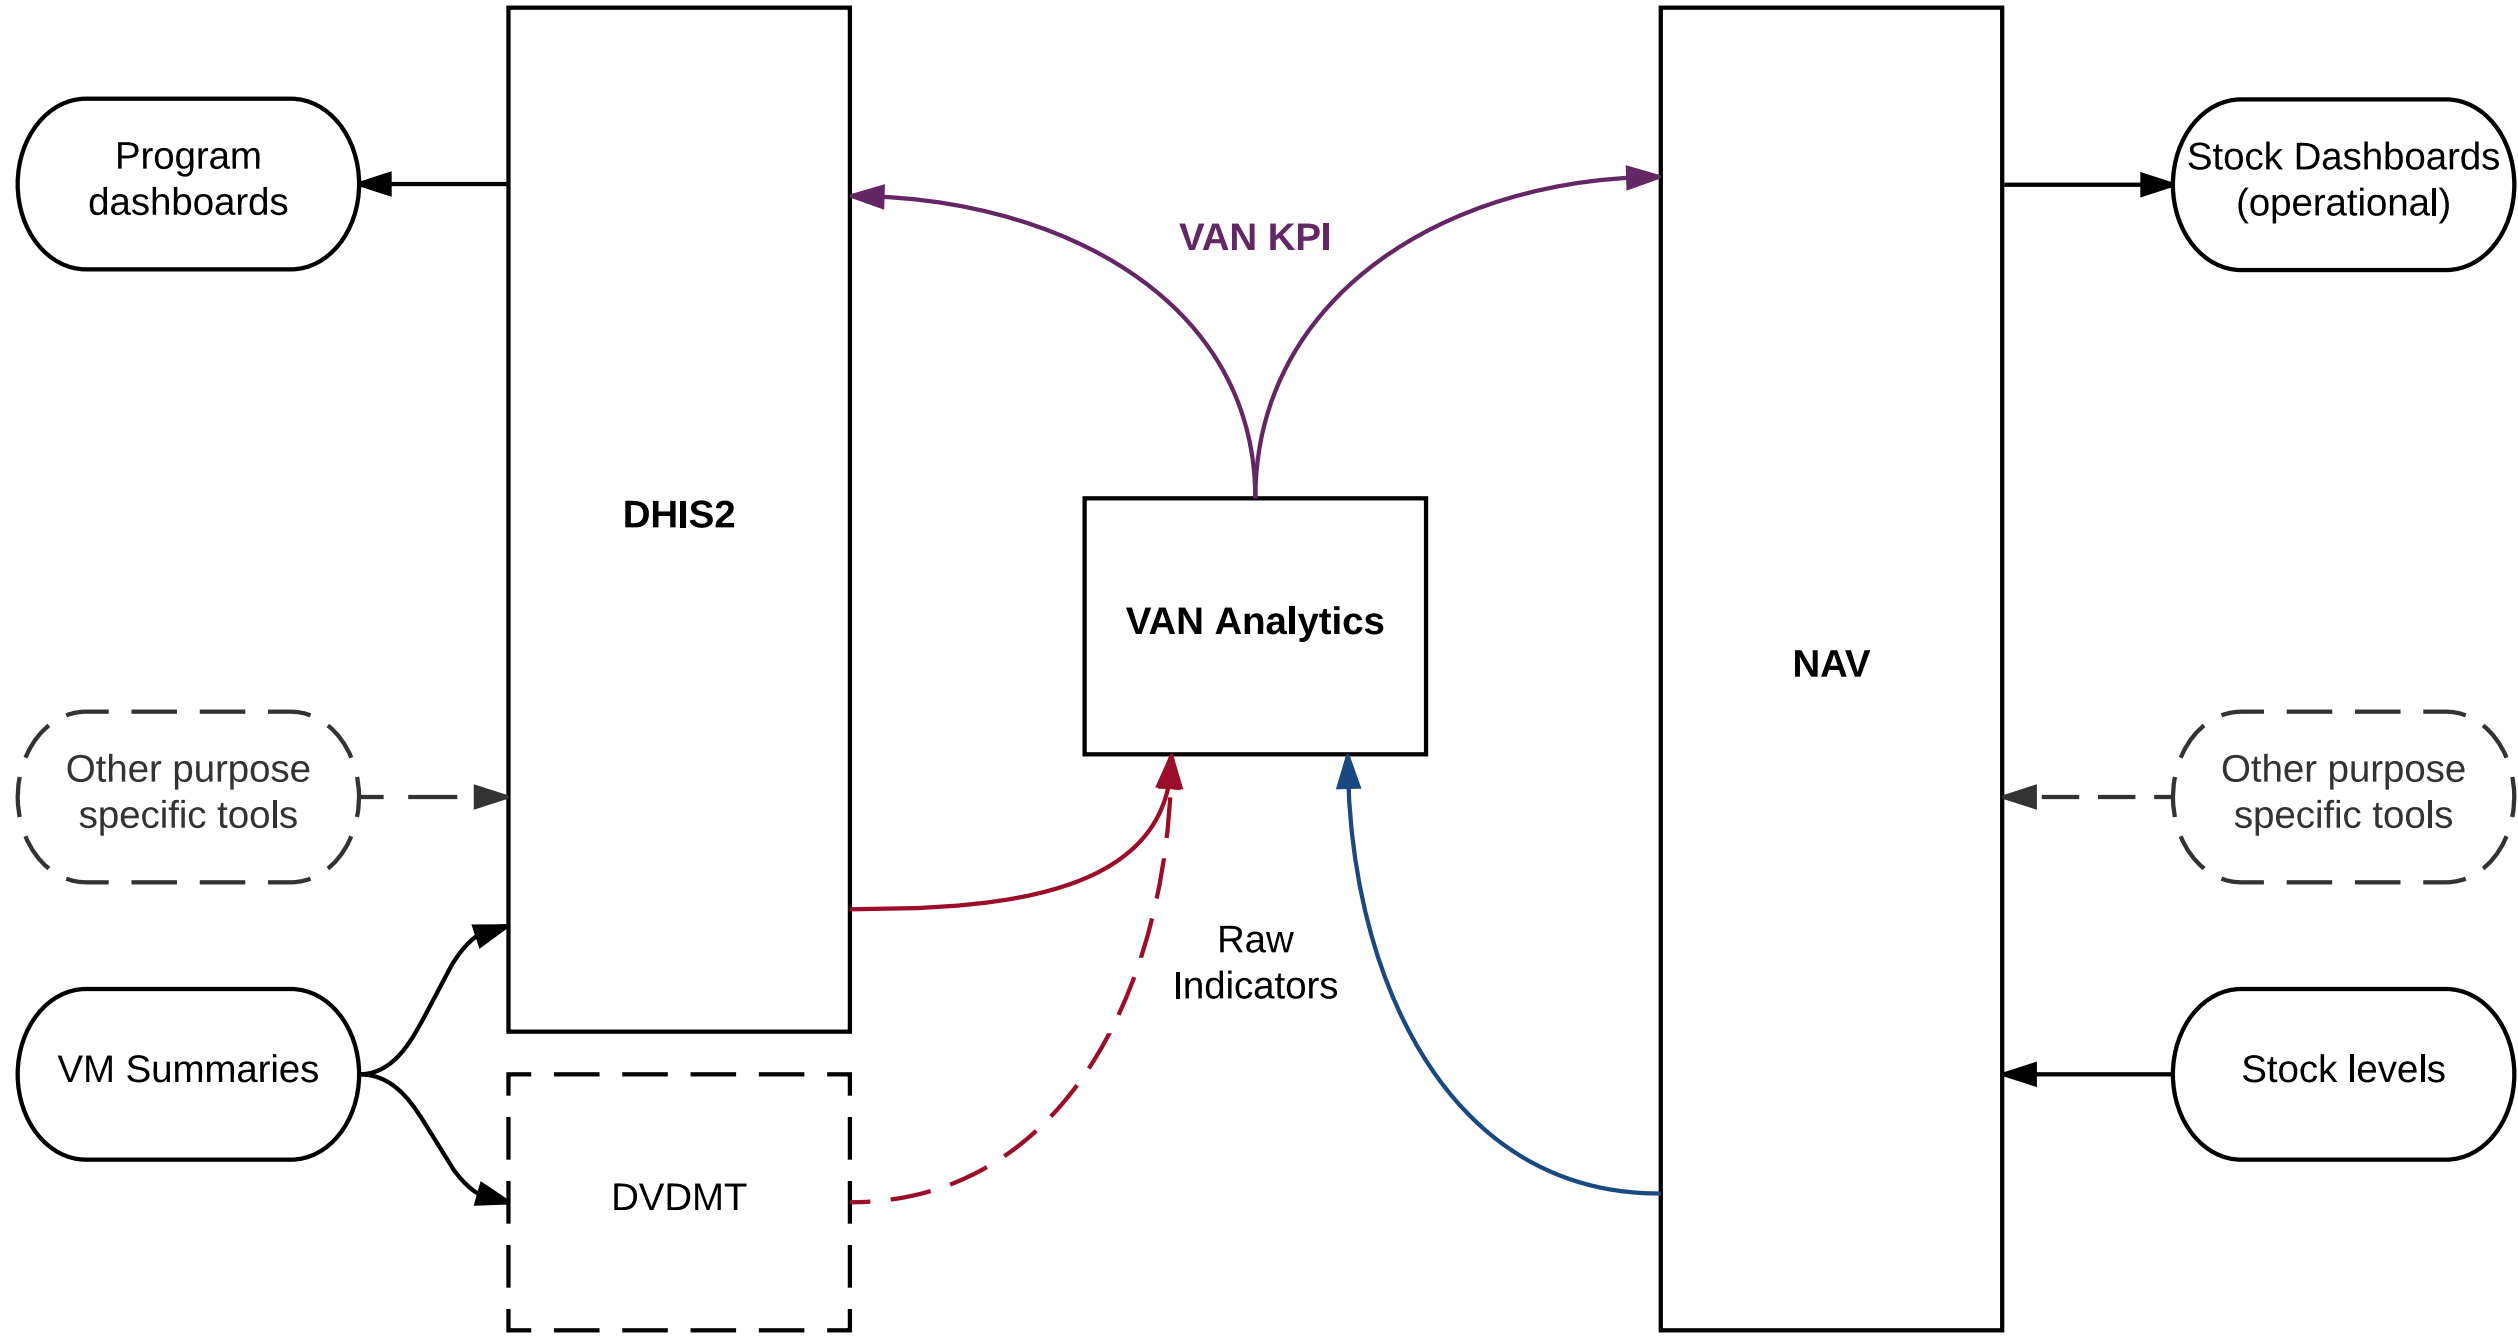 Program
dashboards
Stock Dashboards
(operational)
VAN KPI
DHIS2
VAN Analytics
NAV
Other purpose
specific tools
Other purpose
specific tools
Raw
Indicators
VM Summaries
Stock levels
DVDMT